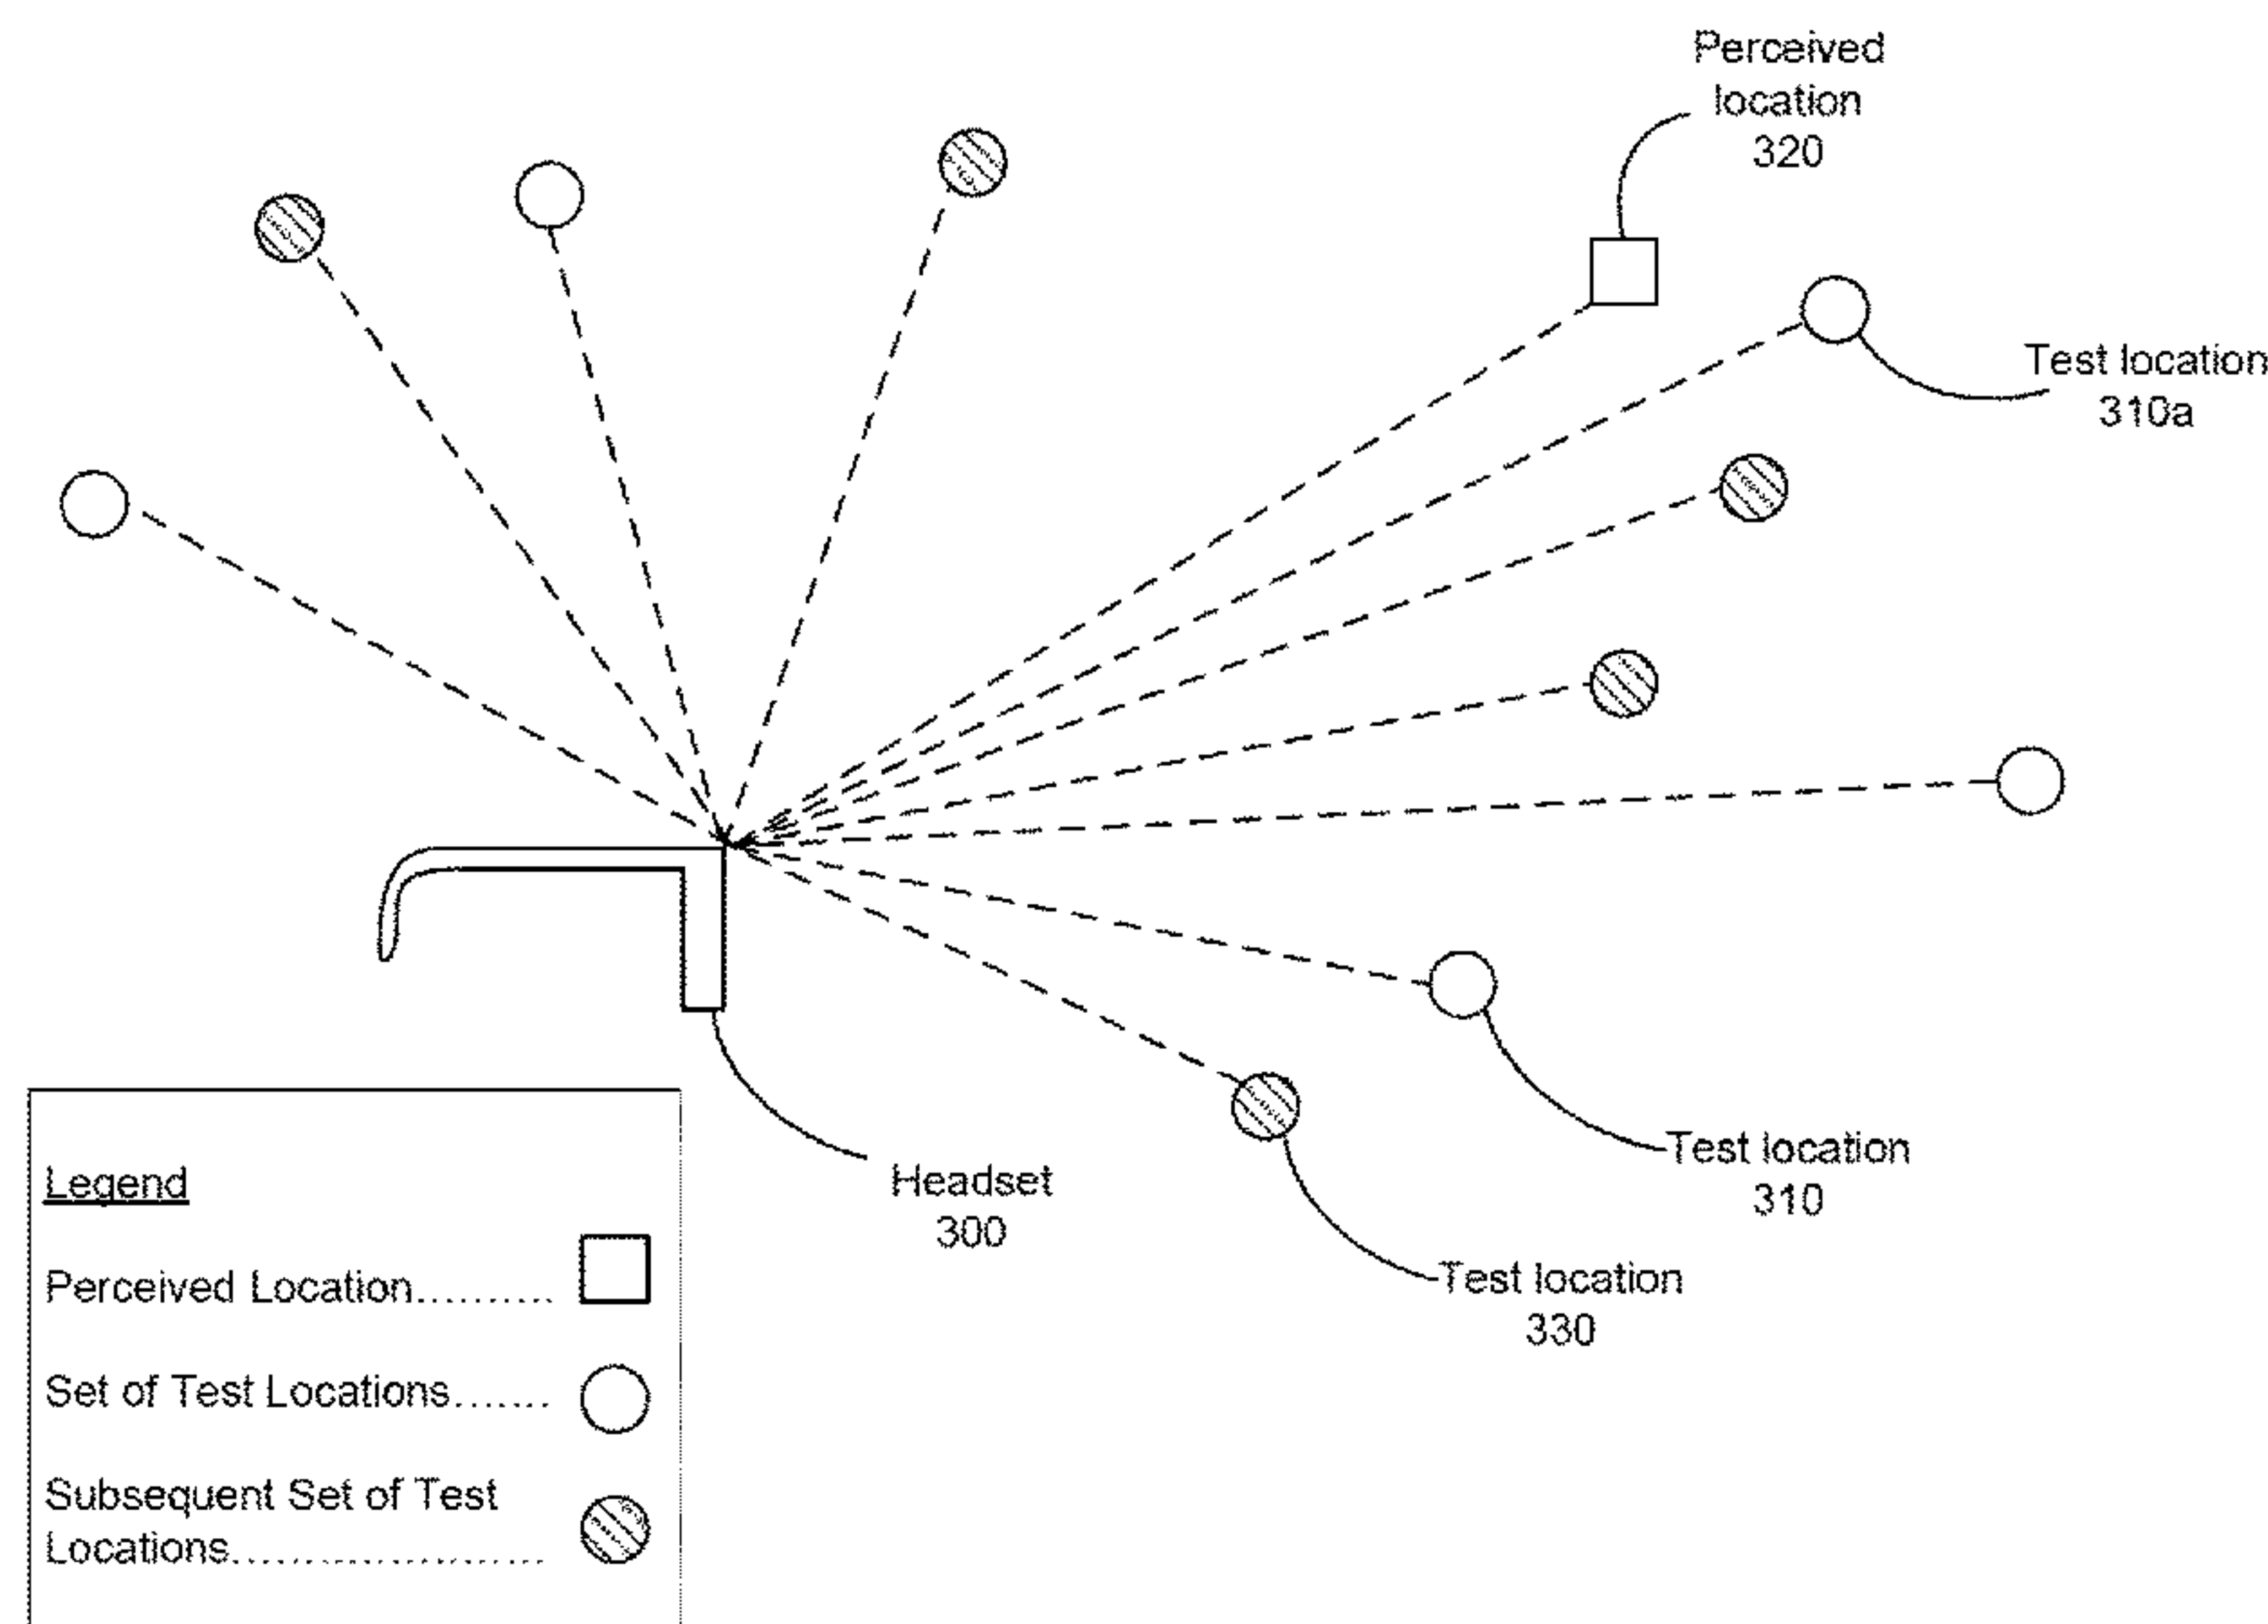 Perceived
location
320
Test location
310a
Test location
310
Headset
300
Test location
330
Legend
Perceived Location..........
Set of Test Locations.......
Subsequent Set of Test
Locations.......................